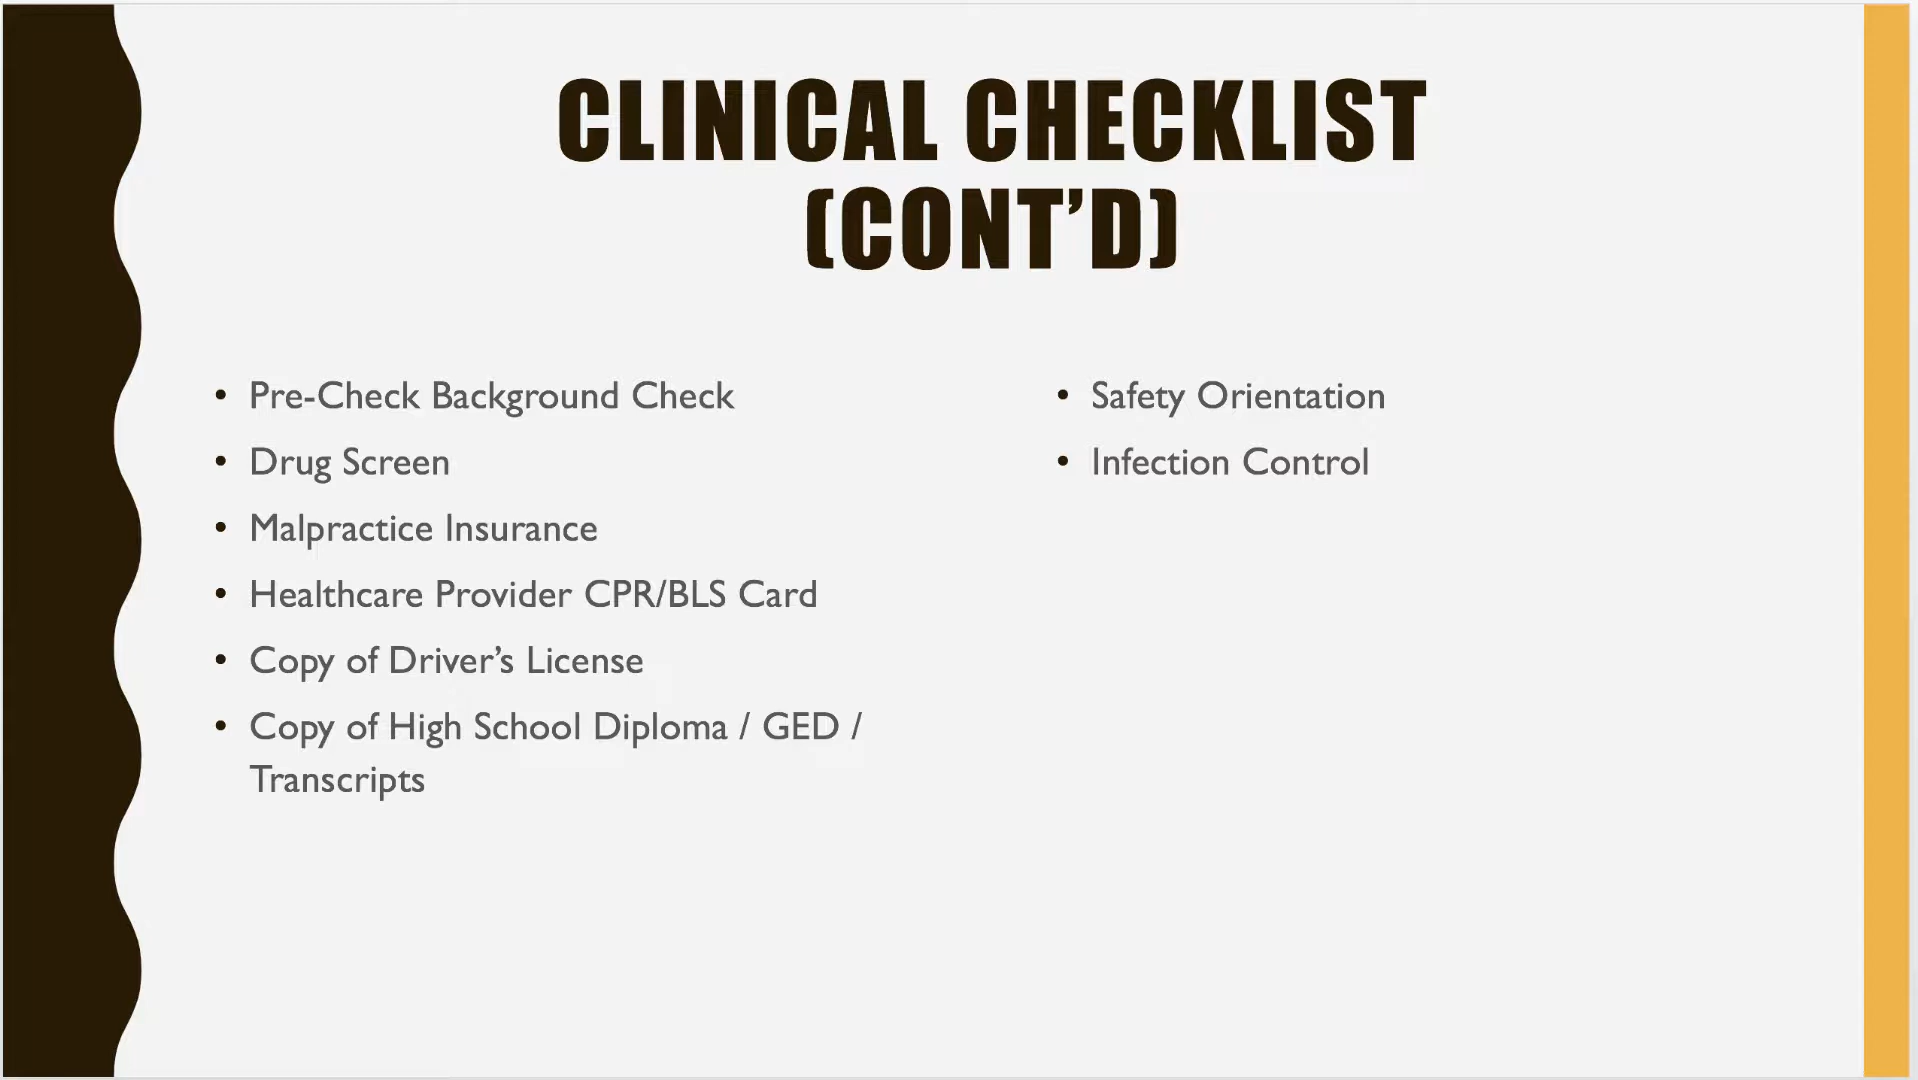 CLINICAL CHECKLIST
(CONT’D)
• Pre-Check Background Check
• Drug Screen
• Malpractice Insurance
• Healthcare Provider CPR/BLS Card
• Copy of Driver’s License
• Copy of High School Diploma / GED /
Transcripts
• Safety Orientation
• Infection Control